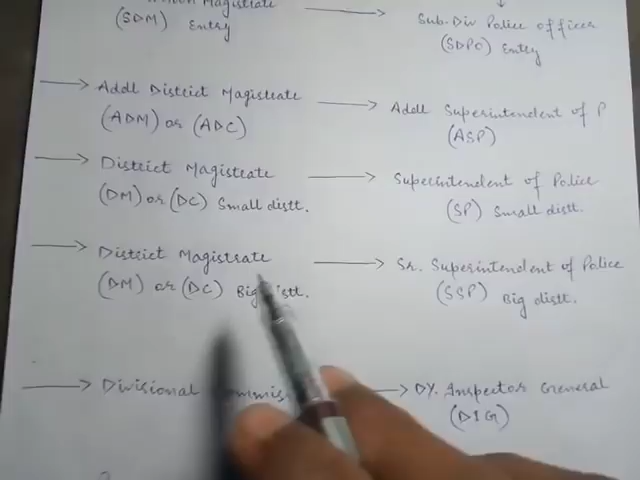 Magistrate
(SDM) Entry
Sub. Div Police officer
(SDPO) Entry
Addl District Magistrate
(ADM) or (ADC)
Addl Superintendent of P
(ASP)
District Magistrate
(DM) or (DC) Small distt.
Superintendent of Police
(SP) Small distt.
District Magistrate
(DM) or (DC) Big
Sr. Superintendent of Police
(SSP) Big distt.
Divisional
DY. Inspector General
(DIG)